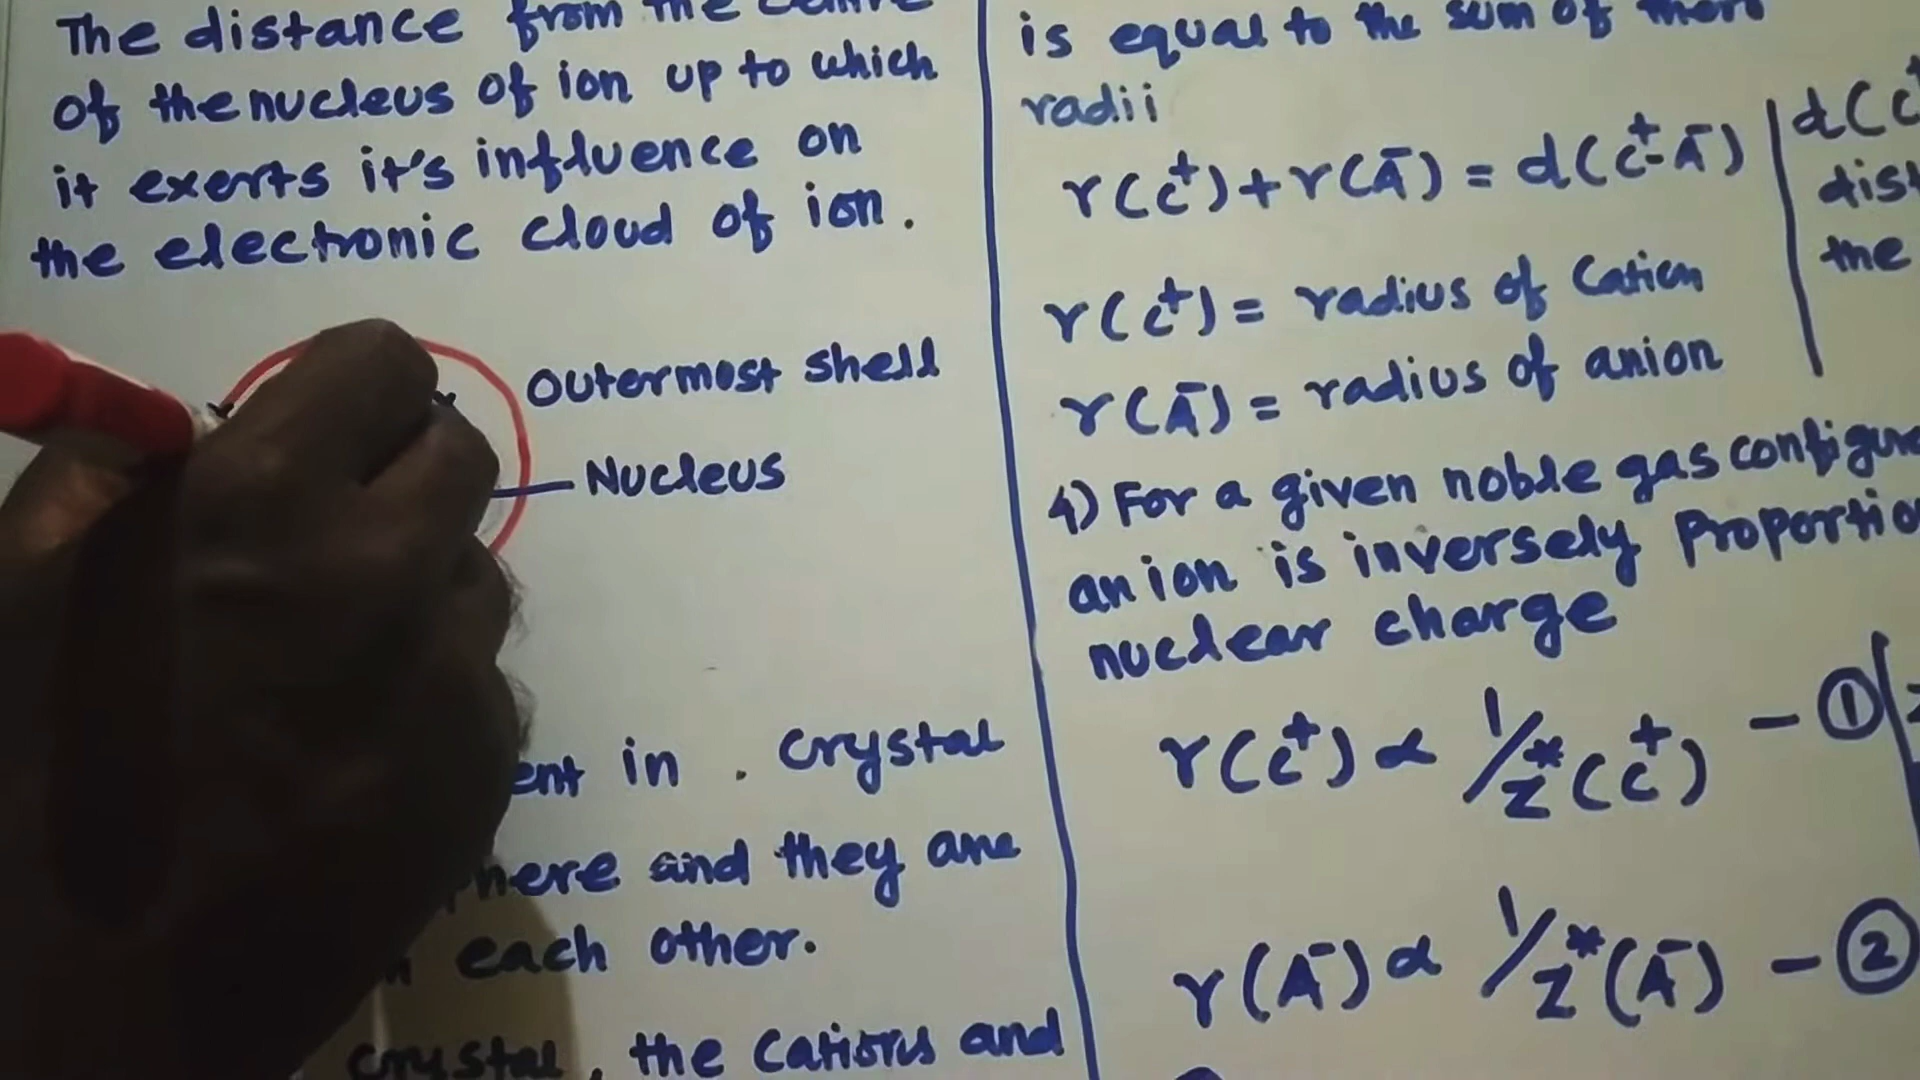 The distance from the
of the nucleus of ion up to which
it exerts it's influence on
the electronic cloud of ion.
outermost shell
Nucleus
in . crystal
and they are
each other.
crystal, the cations and
is equal to the sum of their
radii
r(c⁺)+r(A⁻) = d(c⁺-A⁻)
r(c⁺) = radius of Cation
r(A⁻) = radius of anion
d(c⁺
the
4) For a given noble gas
anion is inversely
nuclear charge
r(c⁺) ∝ 1/z*(c⁺) - ①
r(A⁻) ∝ 1/z*(A⁻) - ②